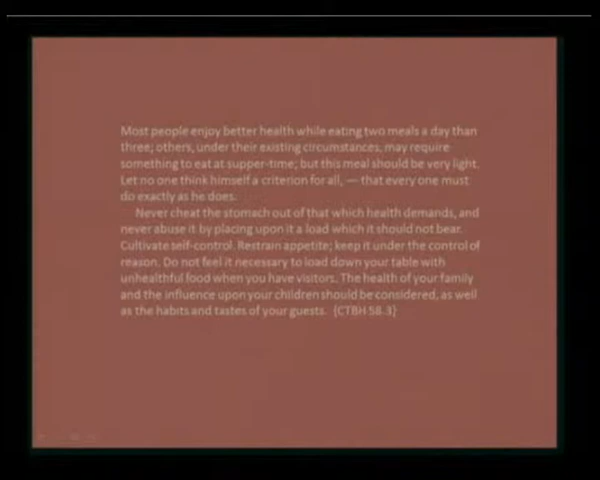 Most people enjoy better health while eating two meals a day than
three; others, under their existing circumstances, may require
something to eat at supper-time; but this meal should be very light.
Let no one think himself a criterion for all, — that every one must
do exactly as he does.
Never cheat the stomach out of that which health demands, and
never abuse it by placing upon it a load which it should not bear.
Cultivate self-control. Restrain appetite; keep it under the control of
reason. Do not feel it necessary to load down your table with
unhealthful food when you have visitors. The health of your family
and the influence upon your children should be considered, as well
as the habits and tastes of your guests. {CTBH 58.3}